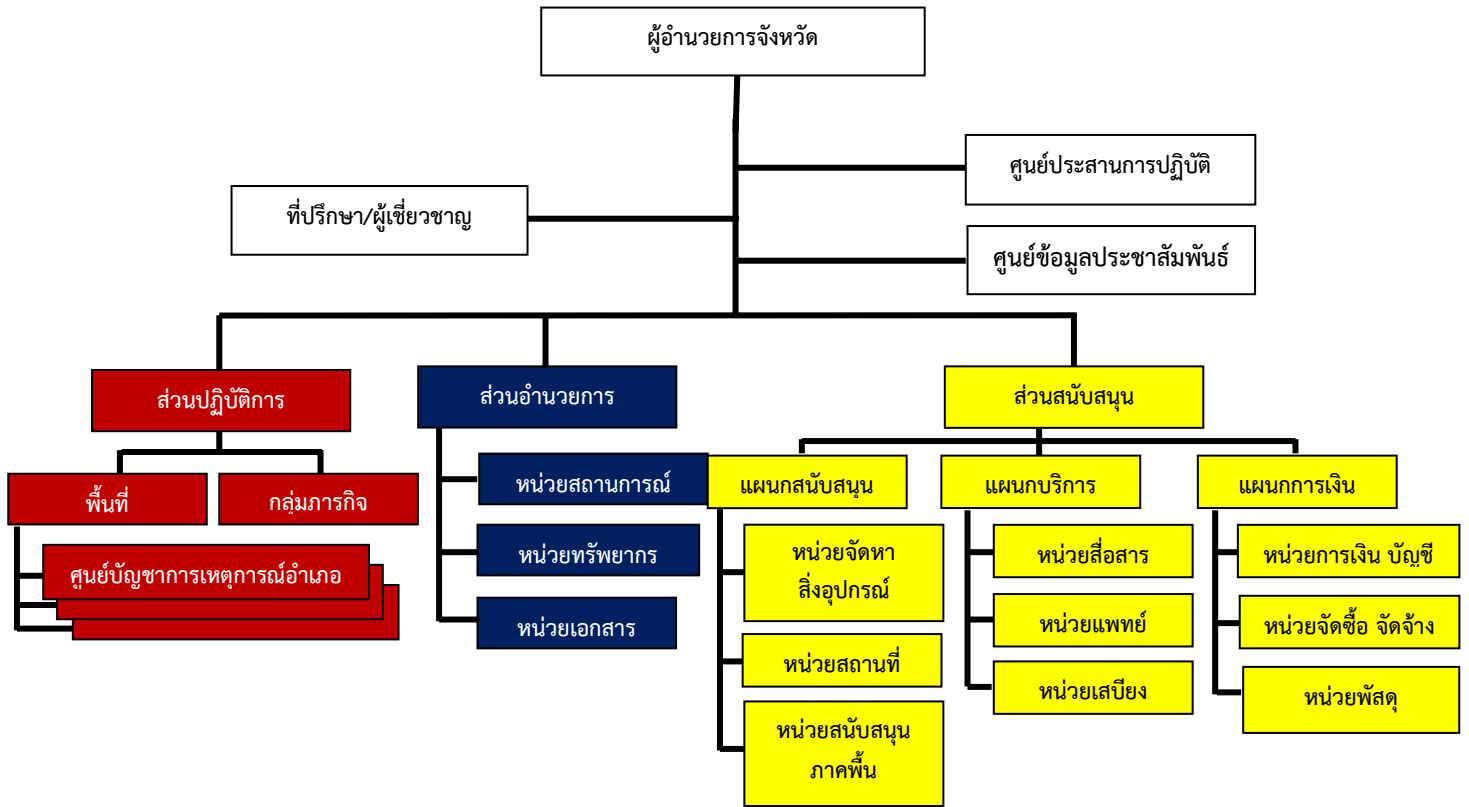 ผู้อำนวยการจังหวัด
ศูนย์ประสานการปฏิบัติ
ที่ปรึกษา/ผู้เชี่ยวชาญ
ศูนย์ข้อมูลประชาสัมพันธ์
ส่วนปฏิบัติการ
ส่วนอำนวยการ
ส่วนสนับสนุน
พื้นที่
กลุ่มภารกิจ
ศูนย์บัญชาการเหตุการณ์อำเภอ
หน่วยสถานการณ์
หน่วยทรัพยากร
หน่วยเอกสาร
แผนกสนับสนุน
หน่วยจัดหา
สิ่งอุปกรณ์
หน่วยสถานที่
หน่วยสนับสนุน
ภาคพื้น
แผนกบริการ
หน่วยสื่อสาร
หน่วยแพทย์
หน่วยเสบียง
แผนกการเงิน
หน่วยการเงิน บัญชี
หน่วยจัดซื้อ จัดจ้าง
หน่วยพัสดุ